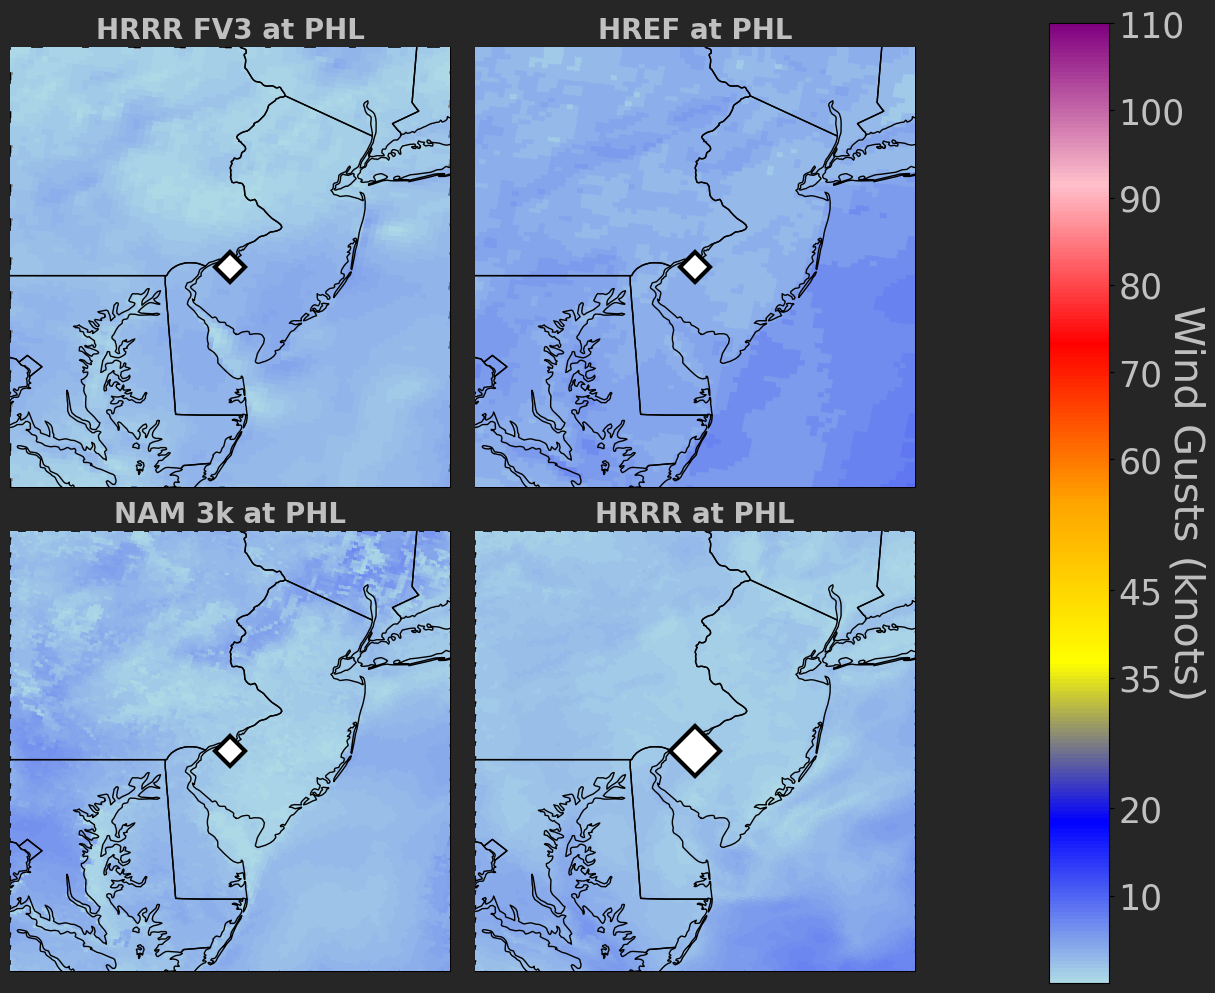 HRRR FV3 at PHL
HREF at PHL
NAM 3k at PHL
HRRR at PHL
110
100
90
80
70
60
45
35
20
10
Wind Gusts (knots)